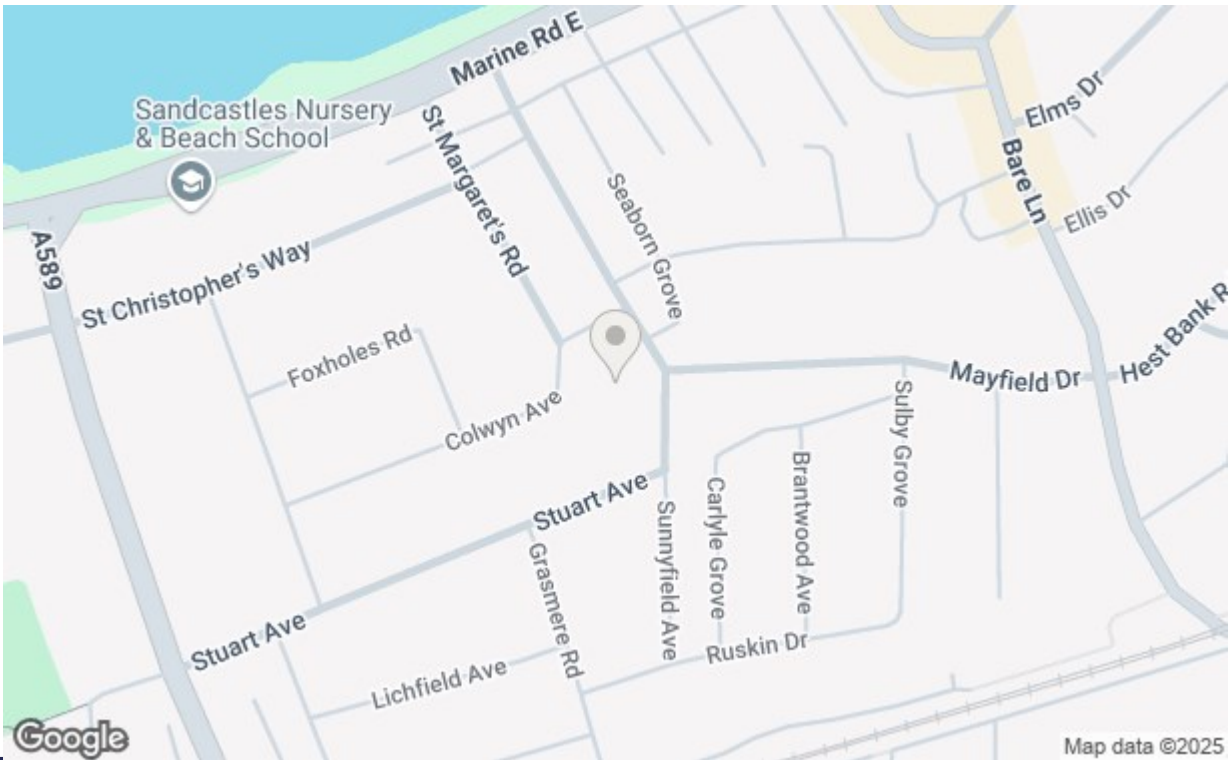 Marine Rd E
Sandcastles Nursery
& Beach School
Elms Dr
St Margaret's Rd
Bare Ln
Seaborn Grove
Ellis Dr
A589
St Christopher's Way
Foxholes Rd
Mayfield Dr
Hest Bank R
Colwyn Ave
Sulby Grove
Stuart Ave
Carlyle Grove
Brantwood Ave
Sunnyfield Ave
Grasmere Rd
Stuart Ave
Ruskin Dr
Lichfield Ave
Google
Map data ©2025